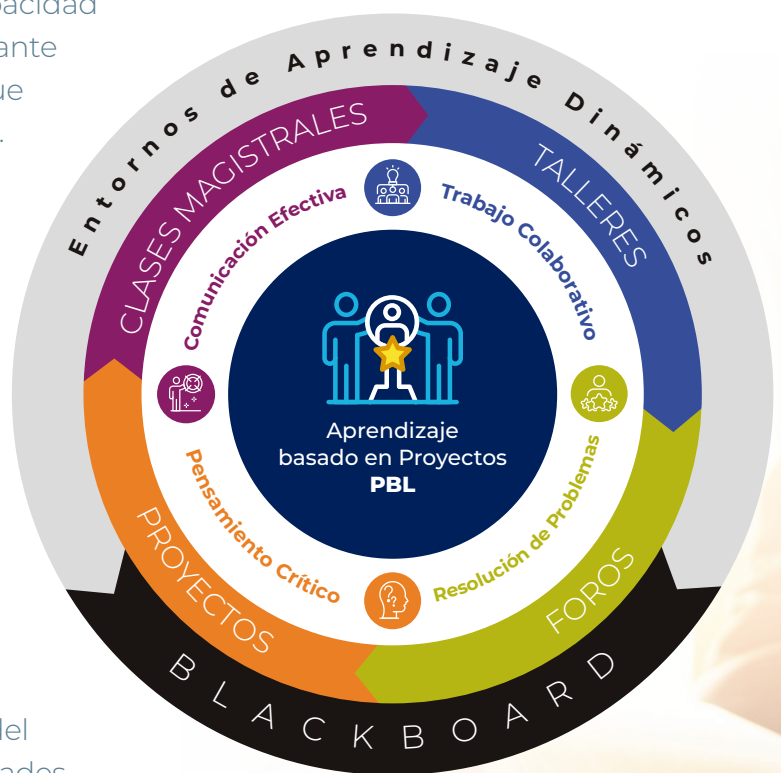 Entornos de Aprendizaje Dinámicos
CLASES MAGISTRALES
TALLERES
FOROS
PROYECTOS
Comunicación Efectiva
Trabajo Colaborativo
Resolución de Problemas
Pensamiento Crítico
Aprendizaje
basado en Proyectos
PBL
BLACKBOARD